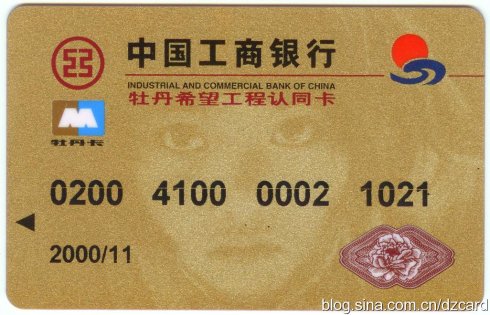 中国工商银行
INDUSTRIAL AND COMMERCIAL BANK OF CHINA
牡丹希望工程认同卡
M
牡丹卡
0200 4100 0002 1021
2000/11
blog.sina.com.cn/dzcard